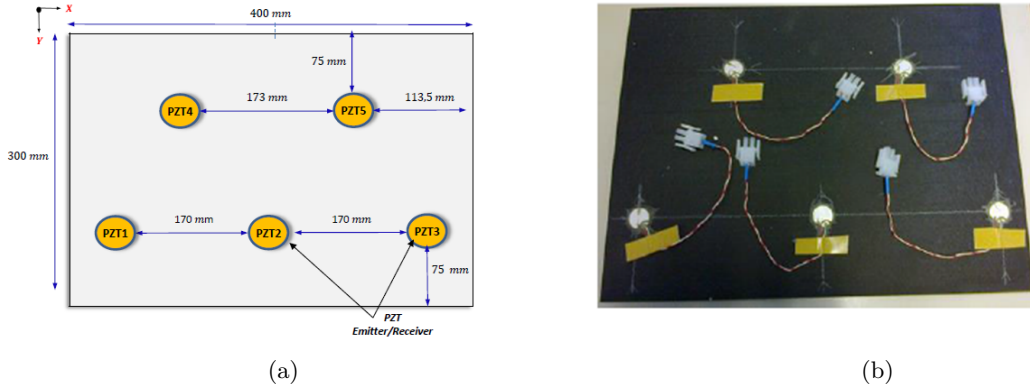 400 mm
X
Y
75 mm
173 mm
113,5 mm
PZT4
PZT5
300 mm
170 mm
170 mm
PZT1
PZT2
PZT3
75 mm
PZT
Emitter/Receiver
(a)
(b)